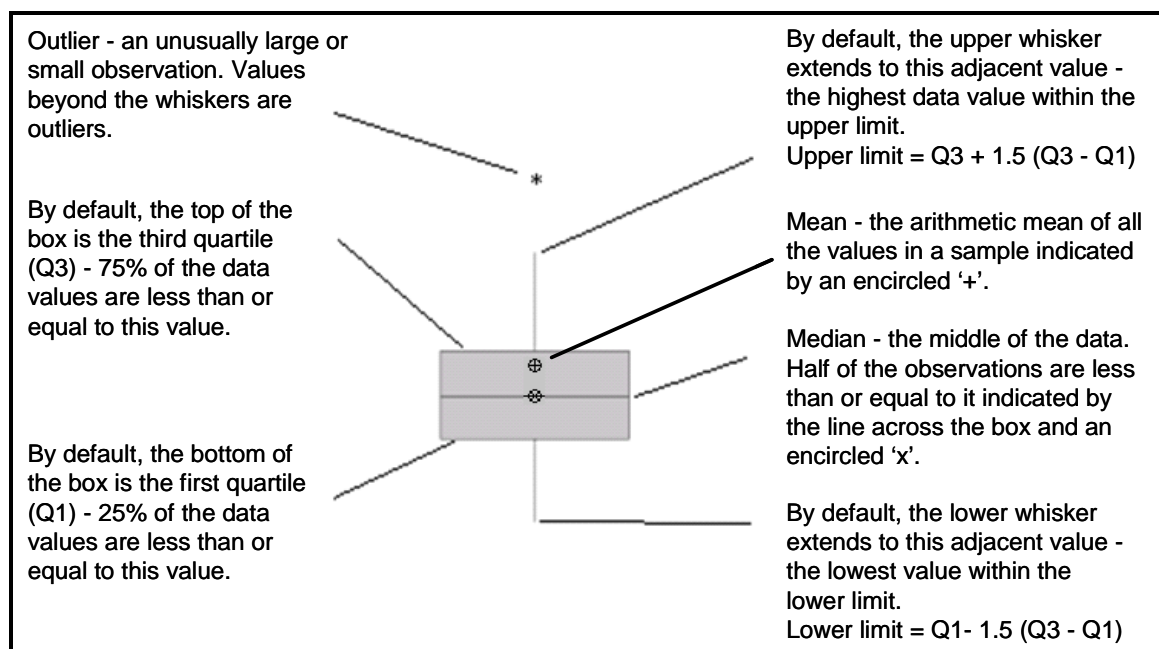 Outlier - an unusually large or
small observation. Values
beyond the whiskers are
outliers.
By default, the top of the
box is the third quartile
(Q3) - 75% of the data
values are less than or
equal to this value.
By default, the bottom of
the box is the first quartile
(Q1) - 25% of the data
values are less than or
equal to this value.
*
By default, the upper whisker
extends to this adjacent value -
the highest data value within the
upper limit.
Upper limit = Q3 + 1.5 (Q3 - Q1)
Mean - the arithmetic mean of all
the values in a sample indicated
by an encircled ‘+’.
Median - the middle of the data.
Half of the observations are less
than or equal to it indicated by
the line across the box and an
encircled ‘x’.
By default, the lower whisker
extends to this adjacent value -
the lowest value within the
lower limit.
Lower limit = Q1- 1.5 (Q3 - Q1)